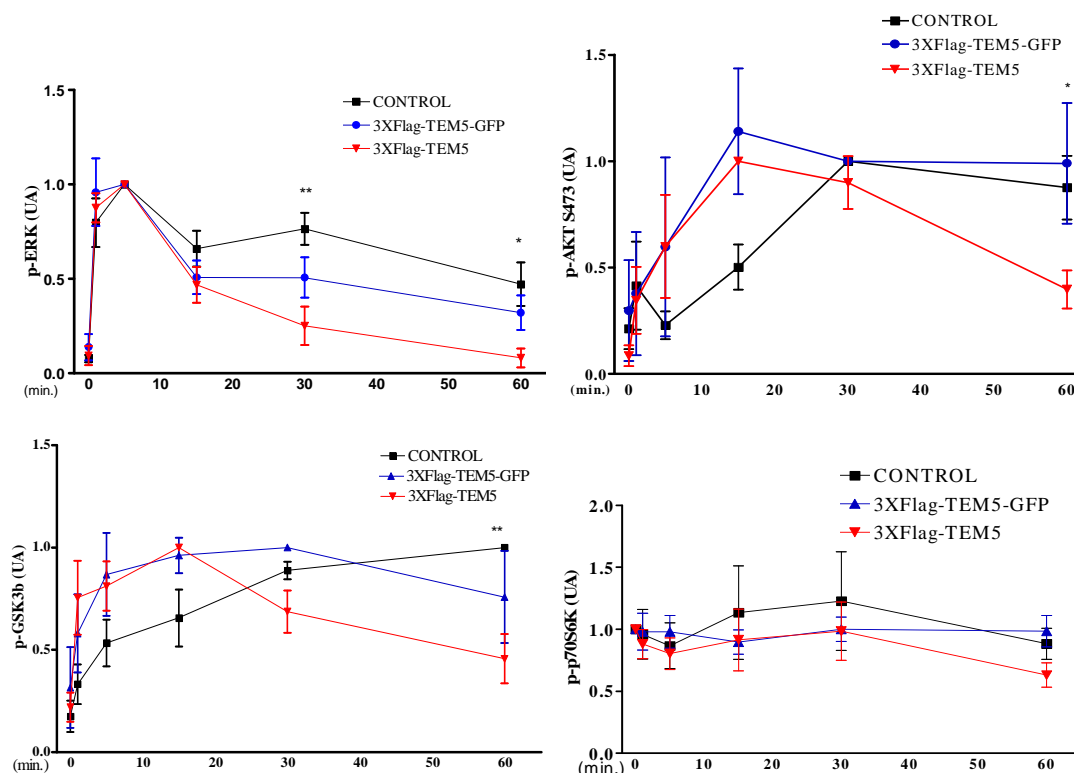 CONTROL
3XFlag-TEM5-GFP
3XFlag-TEM5
**
*
p-ERK (UA)
1.5
1.0
0.5
0.0
0 10 20 30 40 50 60
(min.)
CONTROL
3XFlag-TEM5-GFP
3XFlag-TEM5
*
p-AKT S473 (UA)
1.5
1.0
0.5
0.0
0 10 20 30 40 50 60
(min.)
CONTROL
3XFlag-TEM5-GFP
3XFlag-TEM5
**
p-GSK3b (UA)
1.5
1.0
0.5
0.0
0 10 20 30 40 50 60
(min.)
CONTROL
3XFlag-TEM5-GFP
3XFlag-TEM5
p-p70S6K (UA)
2.0
1.5
1.0
0.5
0.0
0 10 20 30 40 50 60
(min.)